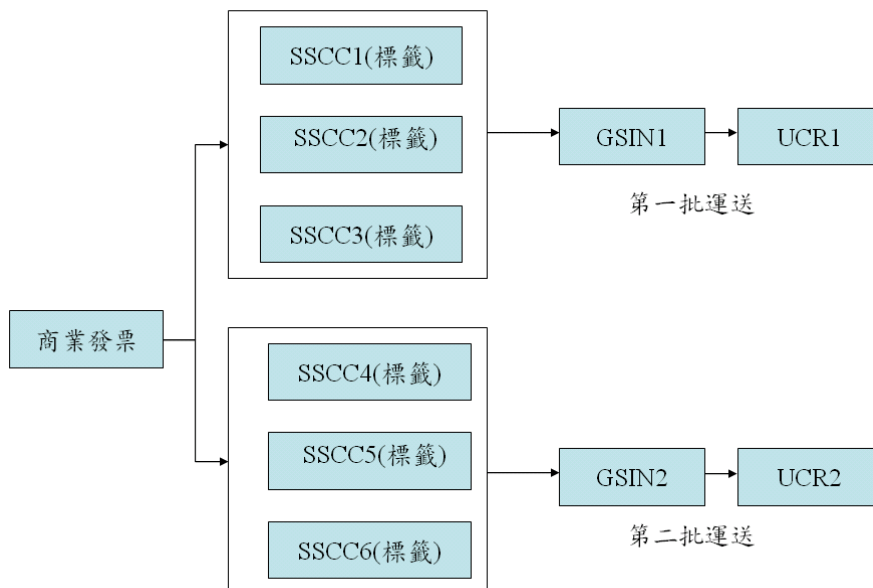 SSCC1(標籤)
SSCC2(標籤)
SSCC3(標籤)
GSIN1
UCR1
第一批運送
商業發票
SSCC4(標籤)
SSCC5(標籤)
SSCC6(標籤)
GSIN2
UCR2
第二批運送